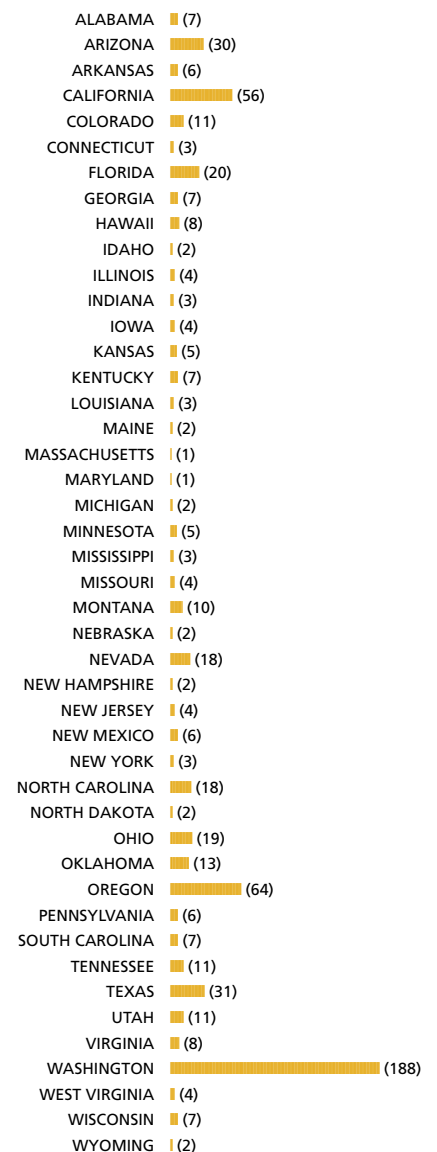 ALABAMA (7)
ARIZONA (30)
ARKANSAS (6)
CALIFORNIA (56)
COLORADO (11)
CONNECTICUT (3)
FLORIDA (20)
GEORGIA (7)
HAWAII (8)
IDAHO (2)
ILLINOIS (4)
INDIANA (3)
IOWA (4)
KANSAS (5)
KENTUCKY (7)
LOUISIANA (3)
MAINE (2)
MASSACHUSETTS (1)
MARYLAND (1)
MICHIGAN (2)
MINNESOTA (5)
MISSISSIPPI (3)
MISSOURI (4)
MONTANA (10)
NEBRASKA (2)
NEVADA (18)
NEW HAMPSHIRE (2)
NEW JERSEY (4)
NEW MEXICO (6)
NEW YORK (3)
NORTH CAROLINA (18)
NORTH DAKOTA (2)
OHIO (19)
OKLAHOMA (13)
OREGON (64)
PENNSYLVANIA (6)
SOUTH CAROLINA (7)
TENNESSEE (11)
TEXAS (31)
UTAH (11)
VIRGINIA (8)
WASHINGTON (188)
WEST VIRGINIA (4)
WISCONSIN (7)
WYOMING (2)